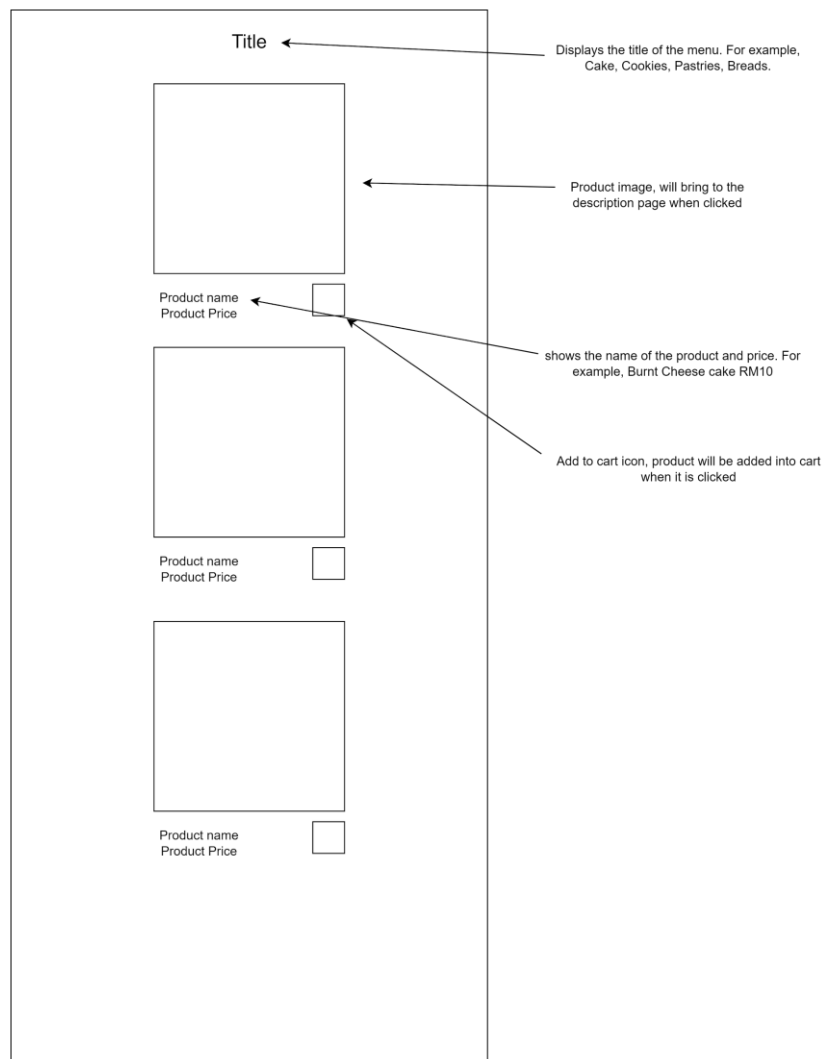 Title
Displays the title of the menu. For example,
Cake, Cookies, Pastries, Breads.
Product image, will bring to the
description page when clicked
Product name
Product Price
shows the name of the product and price. For
example, Burnt Cheese cake RM10
Add to cart icon, product will be added into cart
when it is clicked
Product name
Product Price
Product name
Product Price